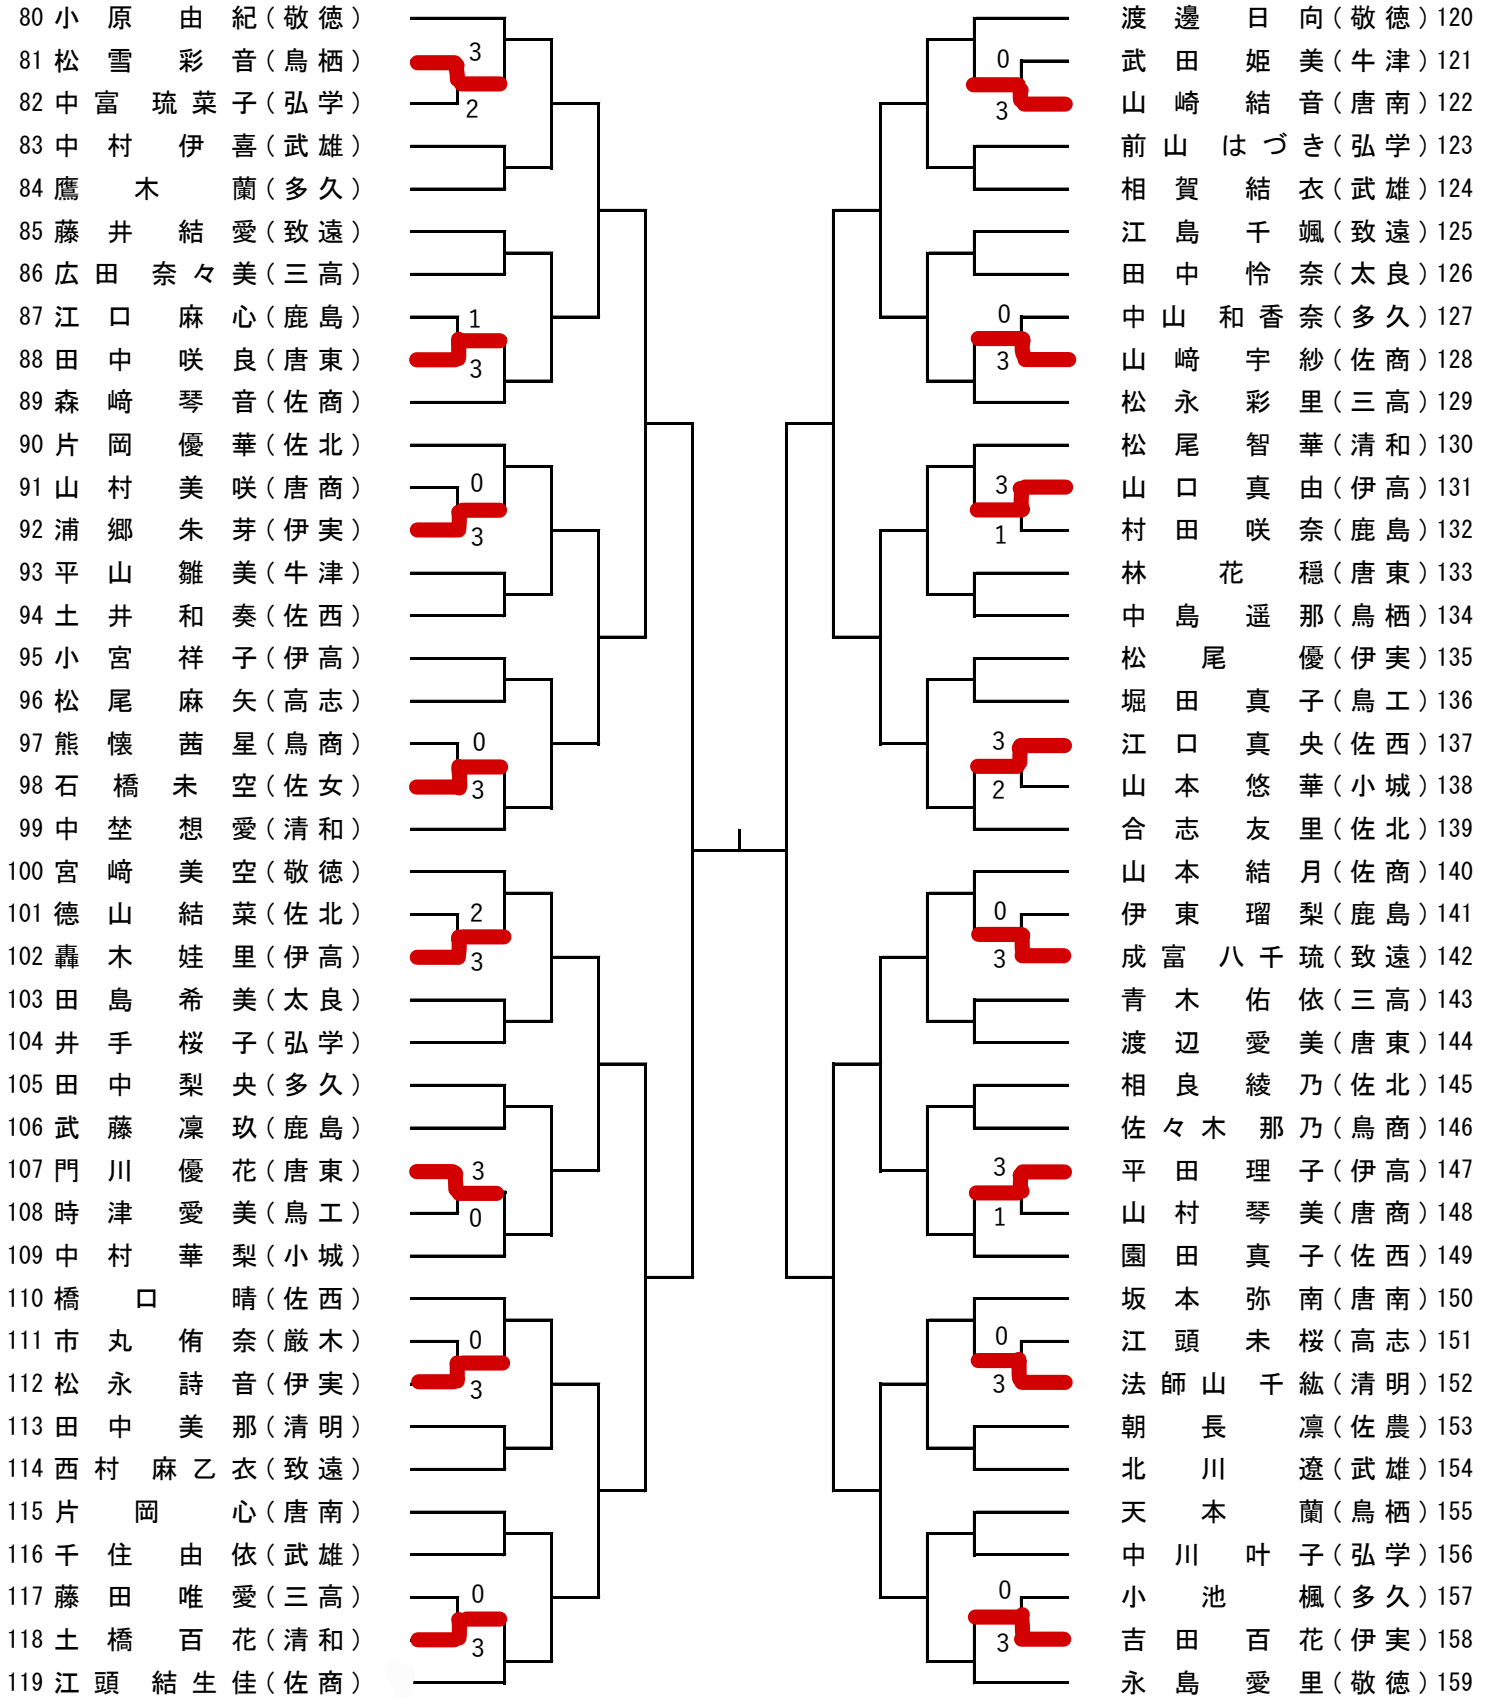 80 小原 由紀(敬徳)
81 松雪 彩音(鳥栖)
3
82 中富 琉菜子(弘学)
2
83 中村 伊喜(武雄)
84 鷹木 蘭(多久)
85 藤井 結愛(致遠)
86 広田 奈々美(三高)
87 江口 麻心(鹿島)
1
88 田中 咲良(唐東)
3
89 森﨑 琴音(佐商)
90 片岡 優華(佐北)
91 山村 美咲(唐商)
0
92 浦郷 朱芽(伊実)
3
93 平山 雛美(牛津)
94 土井 和奏(佐西)
95 小宮 祥子(伊高)
96 松尾 麻矢(高志)
97 熊懐 茜星(鳥商)
0
98 石橋 未空(佐女)
3
99 中埜 想愛(清和)
100 宮﨑 美空(敬徳)
101 德山 結菜(佐北)
2
102 轟木 娃里(伊高)
3
103 田島 希美(太良)
104 井手 桜子(弘学)
105 田中 梨央(多久)
106 武藤 凜玖(鹿島)
107 門川 優花(唐東)
3
108 時津 愛美(鳥工)
0
109 中村 華梨(小城)
110 橋口 晴(佐西)
111 市丸 侑奈(厳木)
0
112 松永 詩音(伊実)
3
113 田中 美那(清明)
114 西村 麻乙衣(致遠)
115 片岡 心(唐南)
116 千住 由依(武雄)
117 藤田 唯愛(三高)
0
118 土橋 百花(清和)
3
119 江頭 結生佳(佐商)
渡邊 日向(敬徳)120
0
武田 姫美(牛津)121
3
山崎 結音(唐南)122
前山 はづき(弘学)123
相賀 結衣(武雄)124
江島 千颯(致遠)125
田中 怜奈(太良)126
0
中山 和香奈(多久)127
3
山﨑 宇紗(佐商)128
松永 彩里(三高)129
松尾 智華(清和)130
3
山口 真由(伊高)131
1
村田 咲奈(鹿島)132
林 花穏(唐東)133
中島 遥那(鳥栖)134
松尾 優(伊実)135
堀田 真子(鳥工)136
3
江口 真央(佐西)137
2
山本 悠華(小城)138
合志 友里(佐北)139
山本 結月(佐商)140
0
伊東 瑠梨(鹿島)141
3
成富 八千琉(致遠)142
青木 佑依(三高)143
渡辺 愛美(唐東)144
相良 綾乃(佐北)145
佐々木 那乃(鳥商)146
3
平田 理子(伊高)147
1
山村 琴美(唐商)148
園田 真子(佐西)149
坂本 弥南(唐南)150
0
江頭 未桜(高志)151
3
法師山 千紘(清明)152
朝長 凛(佐農)153
北川 遼(武雄)154
天本 蘭(鳥栖)155
中川 叶子(弘学)156
0
小池 楓(多久)157
3
吉田 百花(伊実)158
永島 愛里(敬徳)159